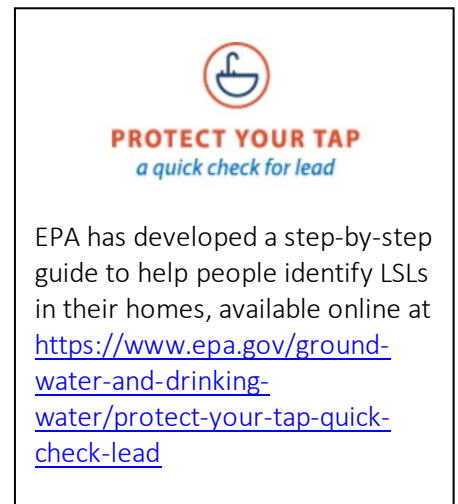 PROTECT YOUR TAP
a quick check for lead
EPA has developed a step-by-step
guide to help people identify LSLs
in their homes, available online at
https://www.epa.gov/ground-
water-and-drinking-
water/protect-your-tap-quick-
check-lead